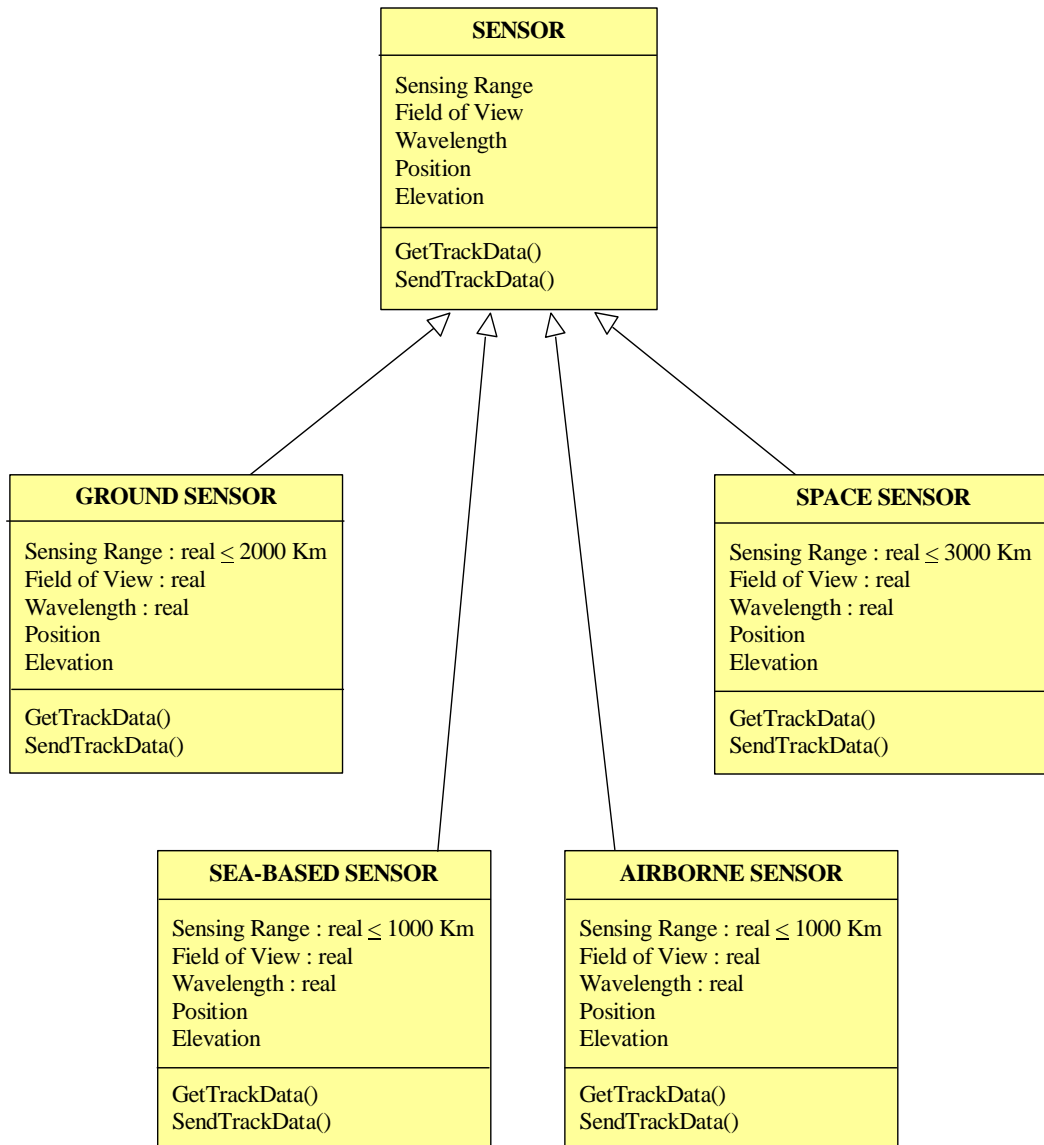 SENSOR
Sensing Range
Field of View
Wavelength
Position
Elevation
GetTrackData()
SendTrackData()
GROUND SENSOR
Sensing Range : real ≤ 2000 Km
Field of View : real
Wavelength : real
Position
Elevation
GetTrackData()
SendTrackData()
SPACE SENSOR
Sensing Range : real ≤ 3000 Km
Field of View : real
Wavelength : real
Position
Elevation
GetTrackData()
SendTrackData()
SEA-BASED SENSOR
Sensing Range : real ≤ 1000 Km
Field of View : real
Wavelength : real
Position
Elevation
GetTrackData()
SendTrackData()
AIRBORNE SENSOR
Sensing Range : real ≤ 1000 Km
Field of View : real
Wavelength : real
Position
Elevation
GetTrackData()
SendTrackData()